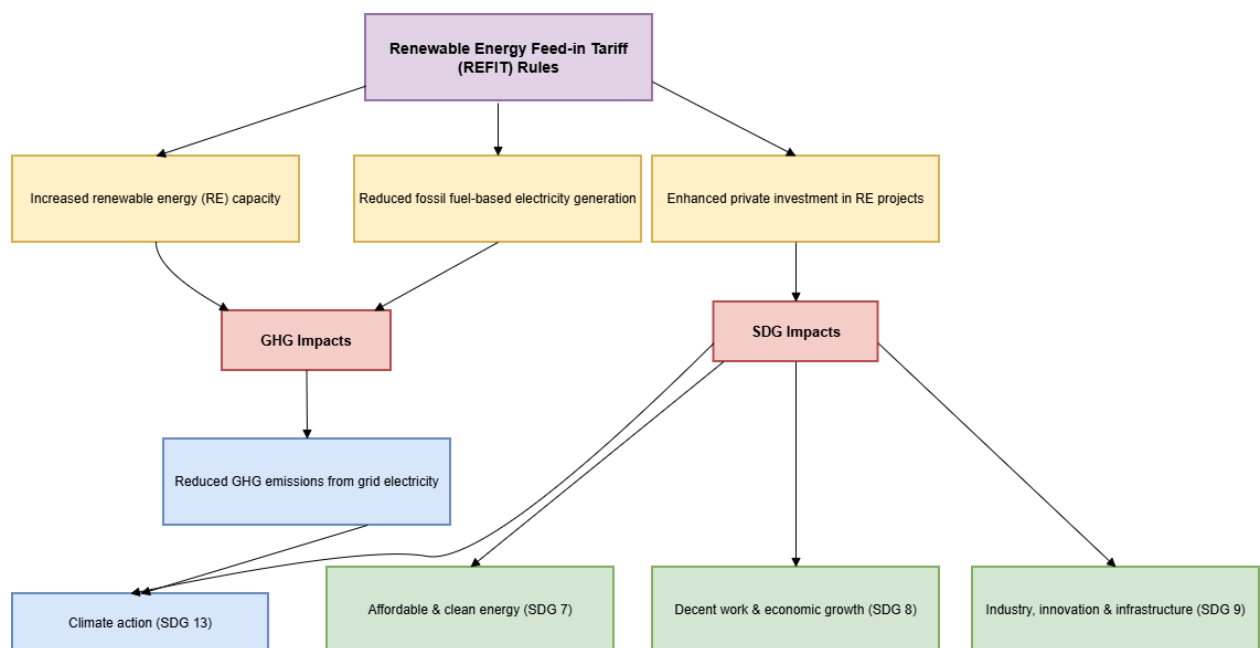 Renewable Energy Feed-in Tariff
(REFIT) Rules
Increased renewable energy (RE) capacity
Reduced fossil fuel-based electricity generation
Enhanced private investment in RE projects
GHG Impacts
SDG Impacts
Reduced GHG emissions from grid electricity
Climate action (SDG 13)
Affordable & clean energy (SDG 7)
Decent work & economic growth (SDG 8)
Industry, innovation & infrastructure (SDG 9)